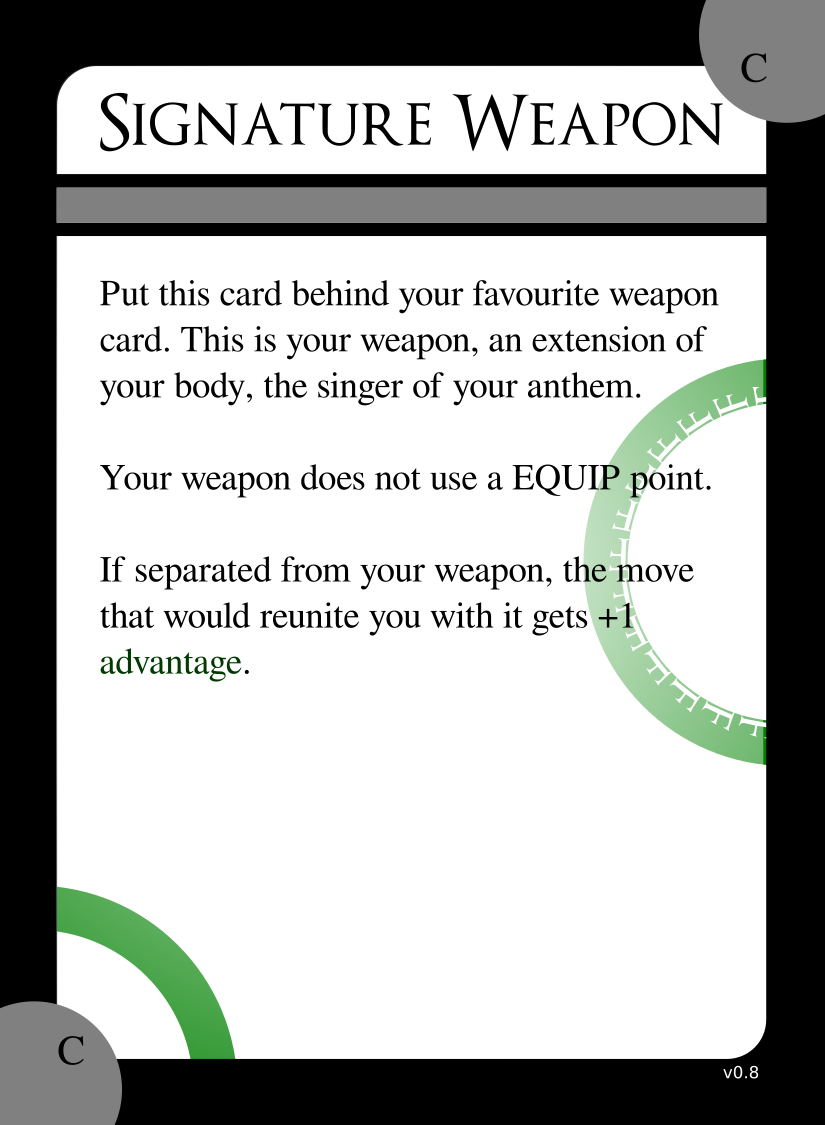 C
Signature Weapon
Put this card behind your favourite weapon
card. This is your weapon, an extension of
your body, the singer of your anthem.
Your weapon does not use a EQUIP point.
If separated from your weapon, the move
that would reunite you with it gets +1
advantage.
C
v0.8